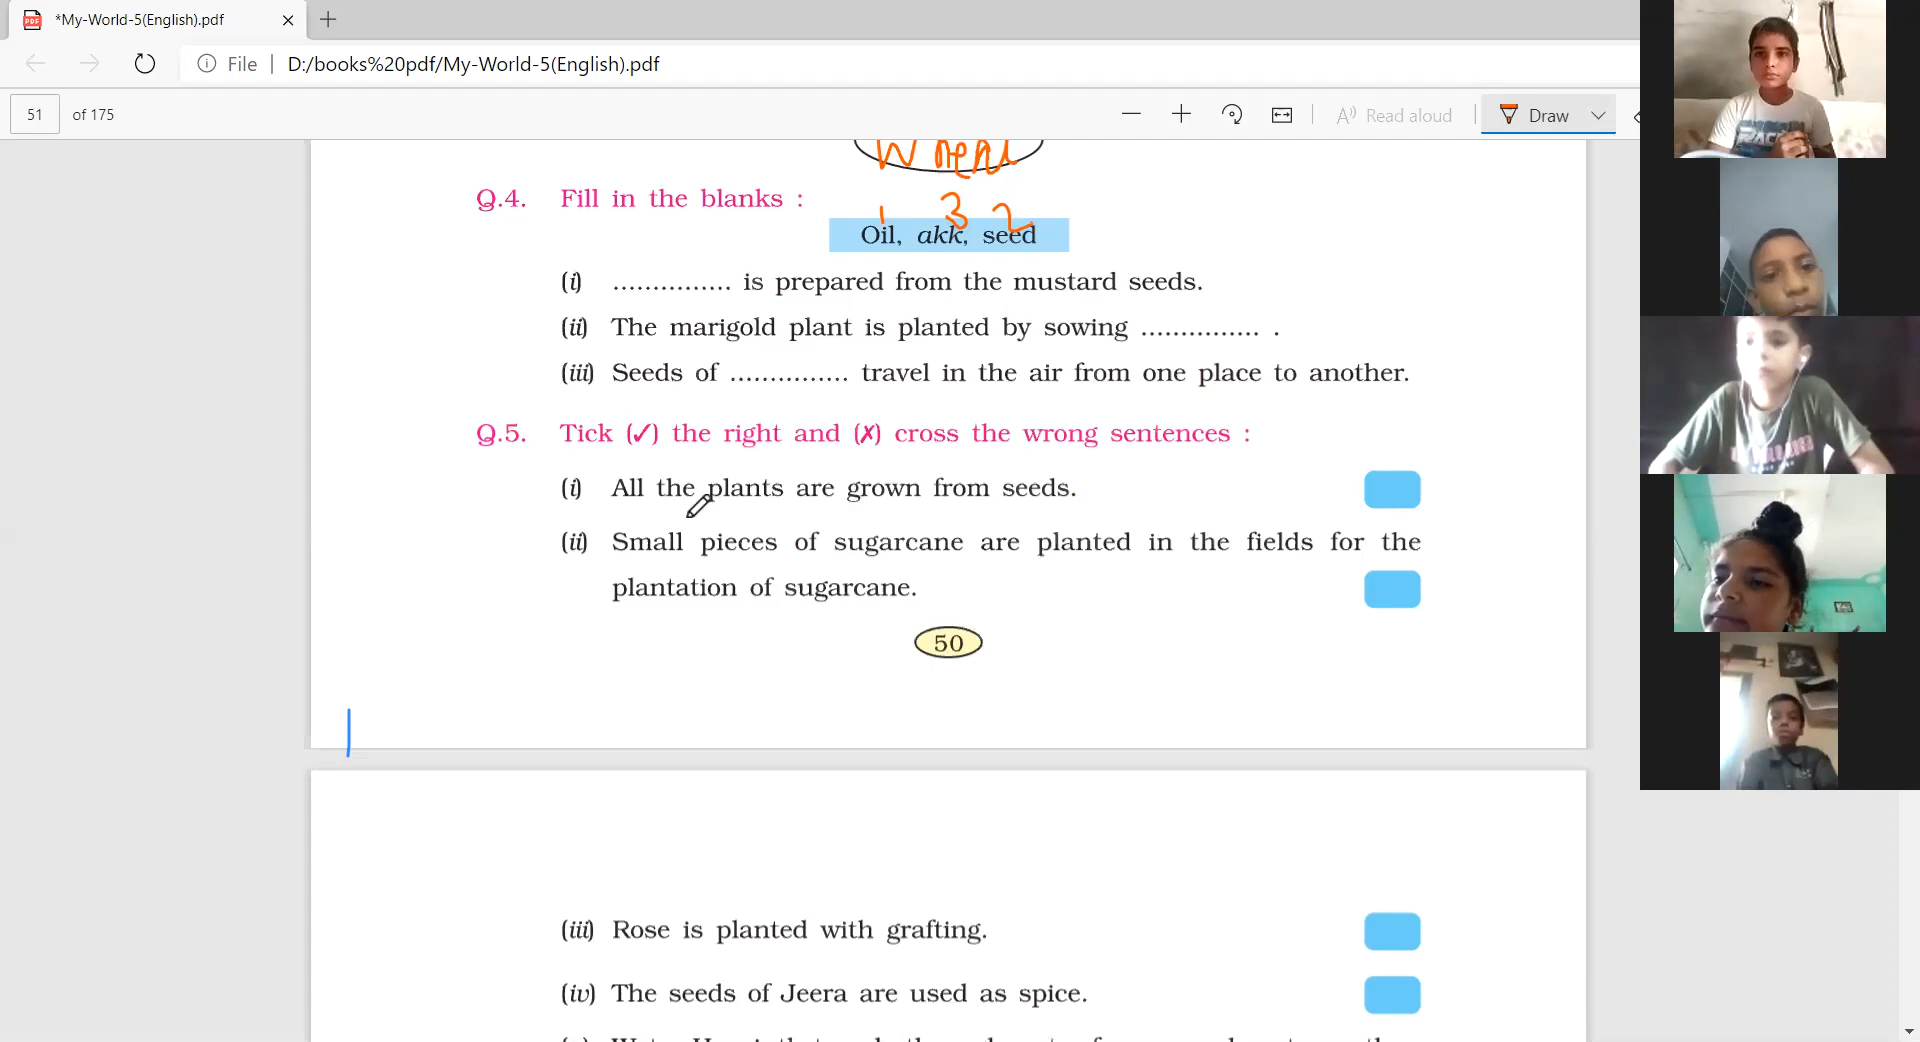 *My-World-5(English).pdf
File | D:/books%20pdf/My-World-5(English).pdf
51 of 175
Read aloud
Draw
Q.4. Fill in the blanks :
1 3 2
Oil, akk, seed
(i) ............... is prepared from the mustard seeds.
(ii) The marigold plant is planted by sowing ............... .
(iii) Seeds of ............... travel in the air from one place to another.
Q.5. Tick (✓) the right and (✗) cross the wrong sentences :
(i) All the plants are grown from seeds.
(ii) Small pieces of sugarcane are planted in the fields for the
plantation of sugarcane.
50
(iii) Rose is planted with grafting.
(iv) The seeds of Jeera are used as spice.